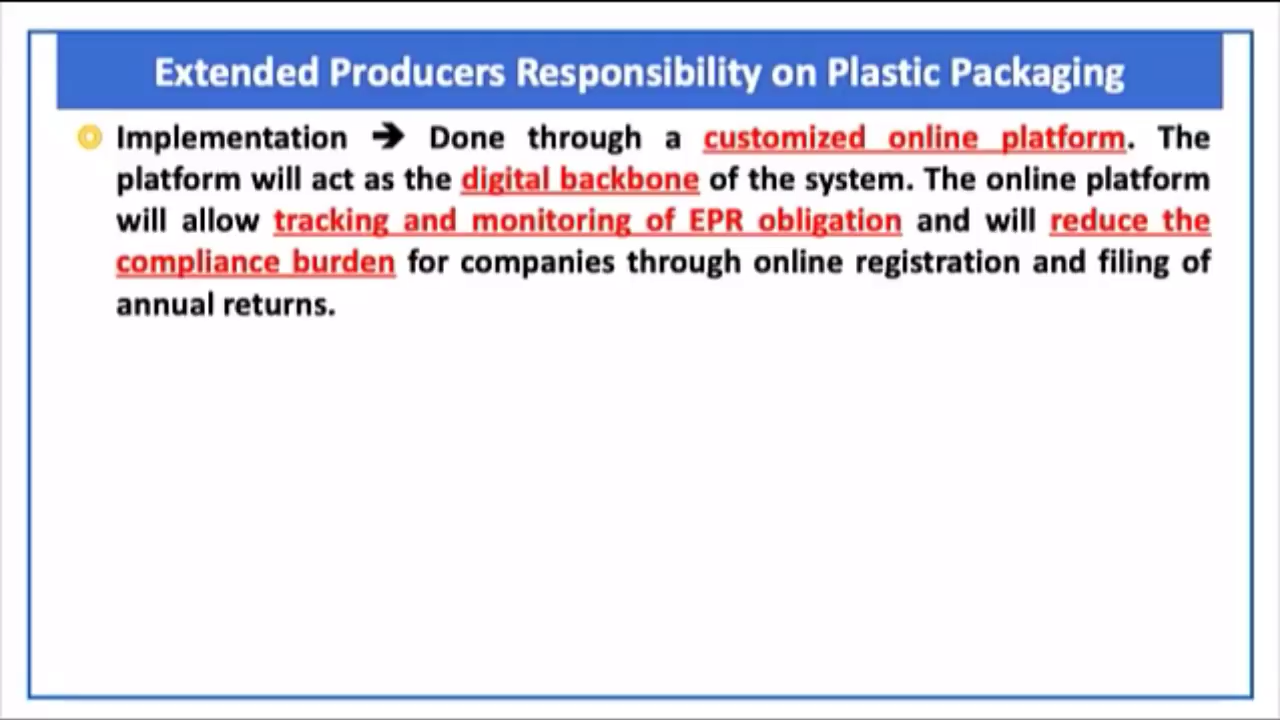 Extended Producers Responsibility on Plastic Packaging
Implementation ➔ Done through a customized online platform. The
platform will act as the digital backbone of the system. The online platform
will allow tracking and monitoring of EPR obligation and will reduce the
compliance burden for companies through online registration and filing of
annual returns.